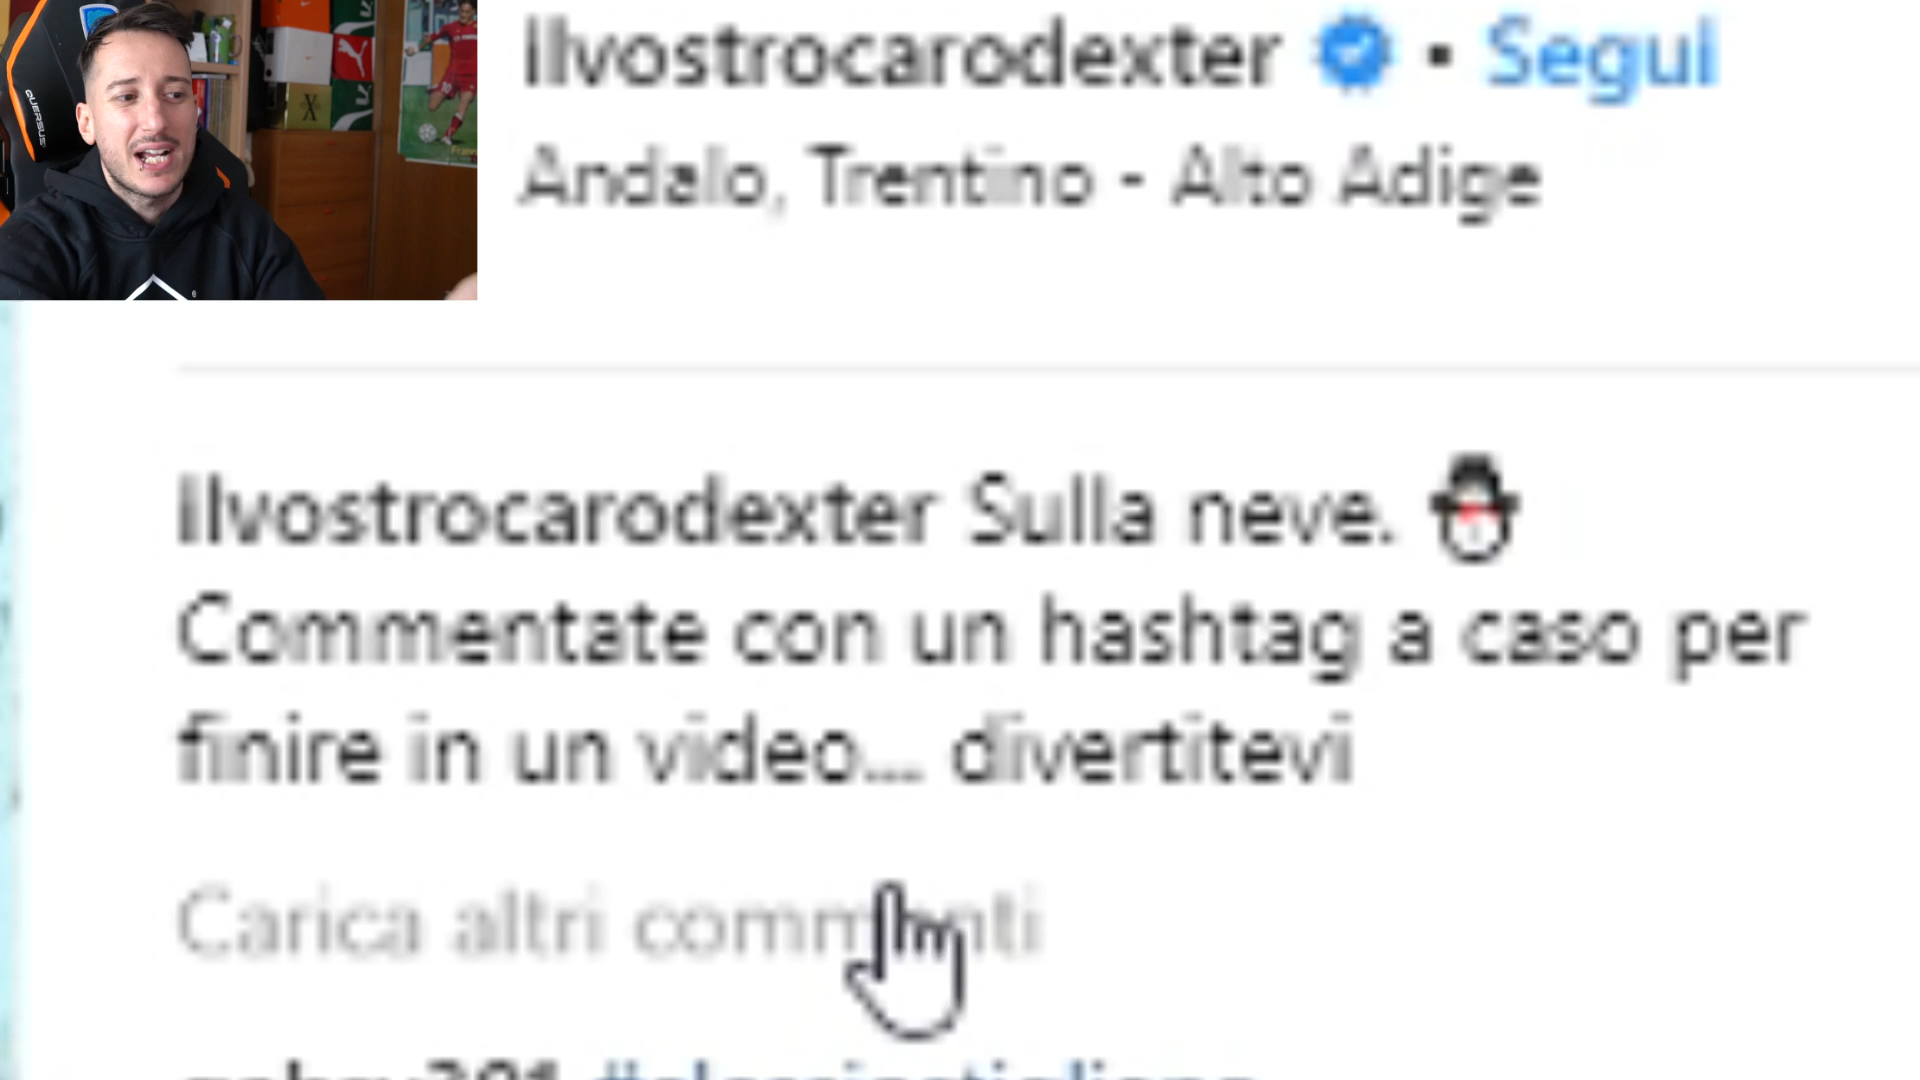 QUERSUS
ilvostrocarodexter • Segui
Andalo, Trentino - Alto Adige
ilvostrocarodexter Sulla neve. ⛄
Commentate con un hashtag a caso per
finire in un video... divertitevi
Carica altri commenti